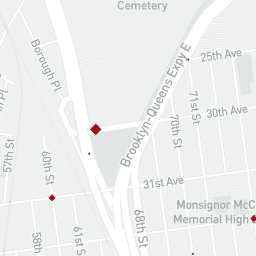 Cemetery
Borough Pl
Brooklyn-Queens Expy E
25th Ave
71st St
30th Ave
70th St
57th St
60th St
31st Ave
Monsignor McC
Memorial High
68th St
58th St
61st St